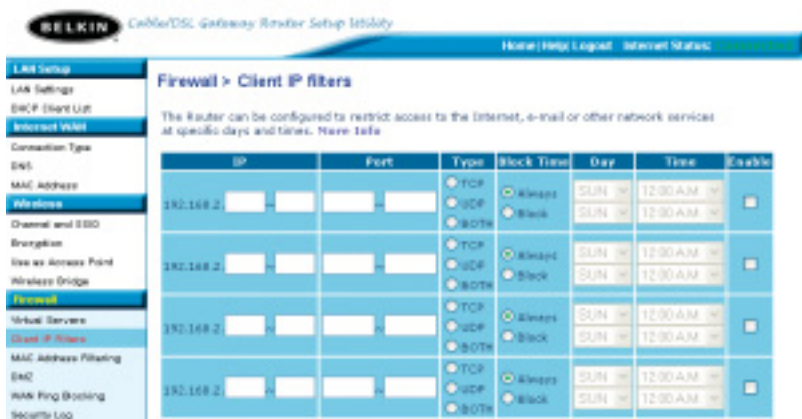 BELKIN Cable/DSL Gateway Router Setup Utility
Home|Help|Logout Internet Status:
LAN Setup
LAN Settings
DHCP Client List
Internet WAN
Connection Type
DNS
MAC Address
Wireless
Channel and SSID
Encryption
Use as Access Point
Wireless Bridge
Firewall
Virtual Servers
Client IP Filters
MAC Address Filtering
DMZ
WAN Ping Blocking
Security Log
Firewall > Client IP filters
The Router can be configured to restrict access to the Internet, e-mail or other network services
at specific days and times. More Info
IP Port Type Block Time Day Time Enable
192.168.2. ~ ~ TCP UDP BOTH Always Block SUN SUN 12:00 A.M. 12:00 A.M.
192.168.2. ~ ~ TCP UDP BOTH Always Block SUN SUN 12:00 A.M. 12:00 A.M.
192.168.2. ~ ~ TCP UDP BOTH Always Block SUN SUN 12:00 A.M. 12:00 A.M.
192.168.2. ~ ~ TCP UDP BOTH Always Block SUN SUN 12:00 A.M. 12:00 A.M.